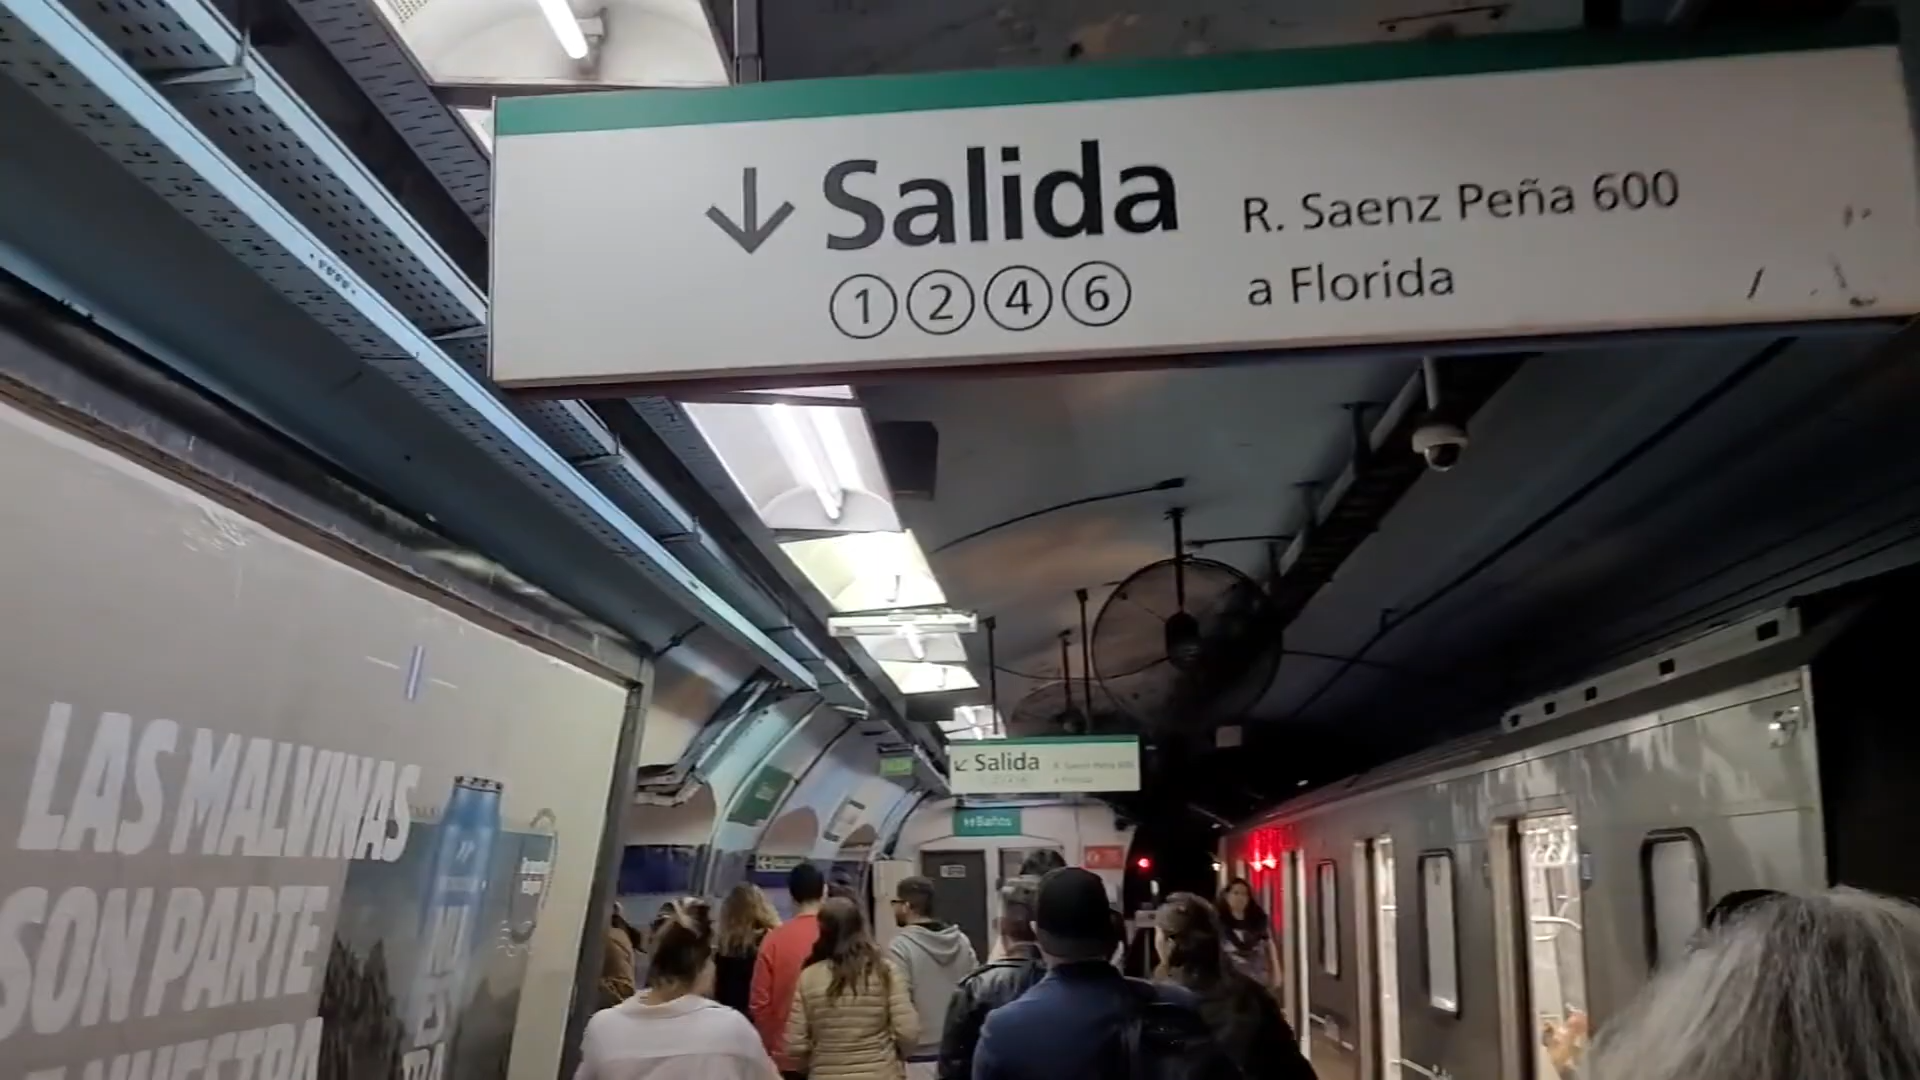 Salida
1 2 4 6
R. Saenz Peña 600
a Florida
Salida
Baños
LAS MALVINAS
SON PARTE